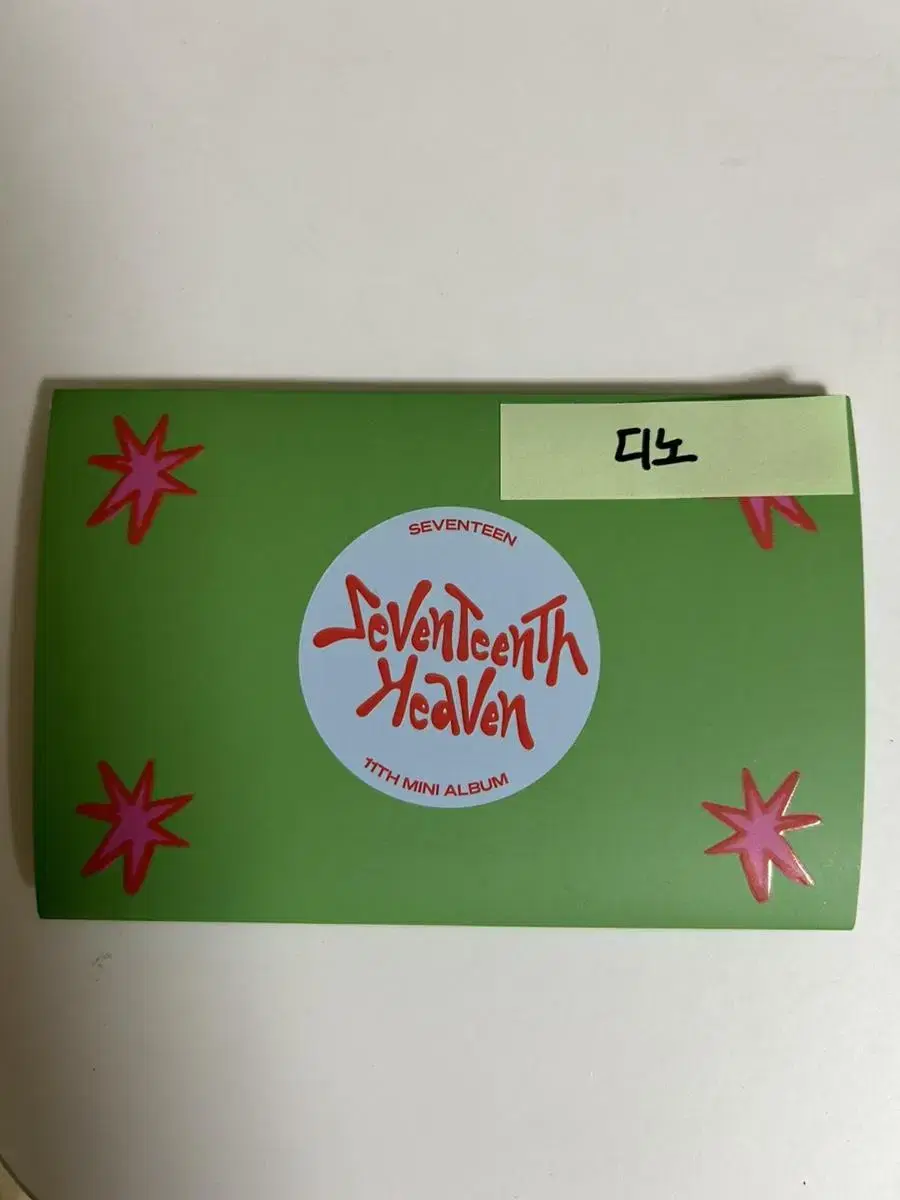 디노
SEVENTEEN
SEVENTEENTH
HEAVEN
11TH MINI ALBUM